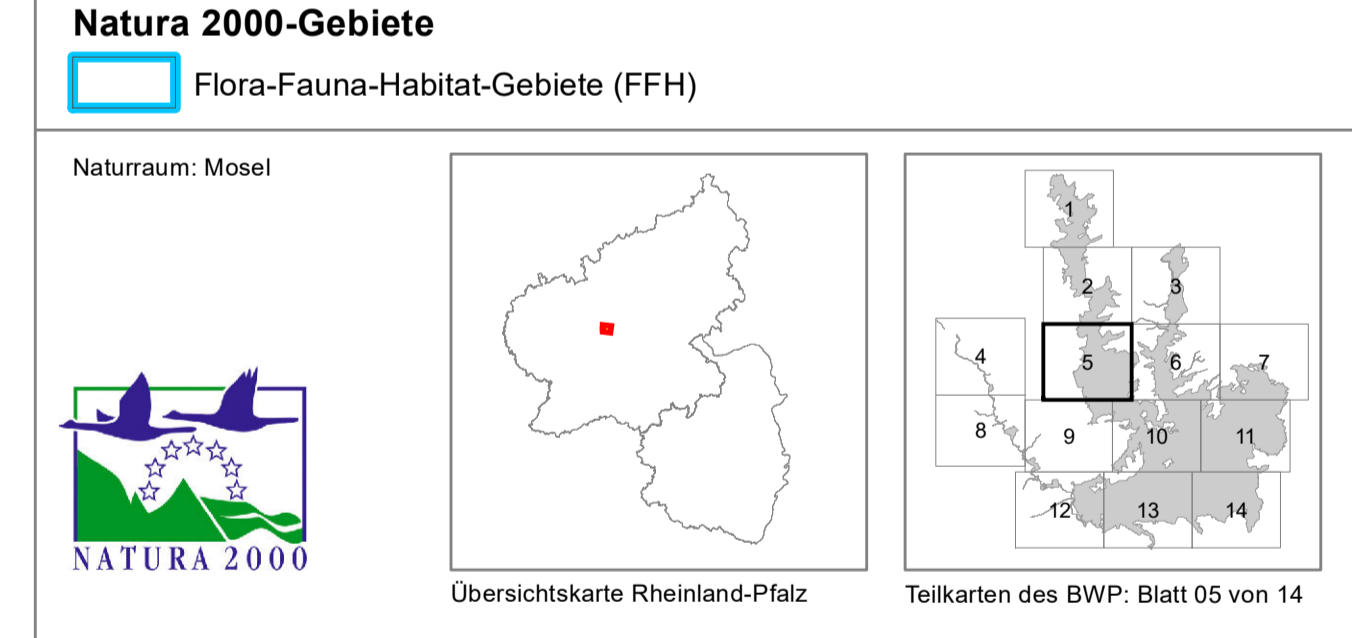 Natura 2000-Gebiete
Flora-Fauna-Habitat-Gebiete (FFH)
Naturraum: Mosel
NATURA 2000
Übersichtskarte Rheinland-Pfalz
1
2 3
4 5 6 7
8 9 10 11
12 13 14
Teilkarten des BWP: Blatt 05 von 14